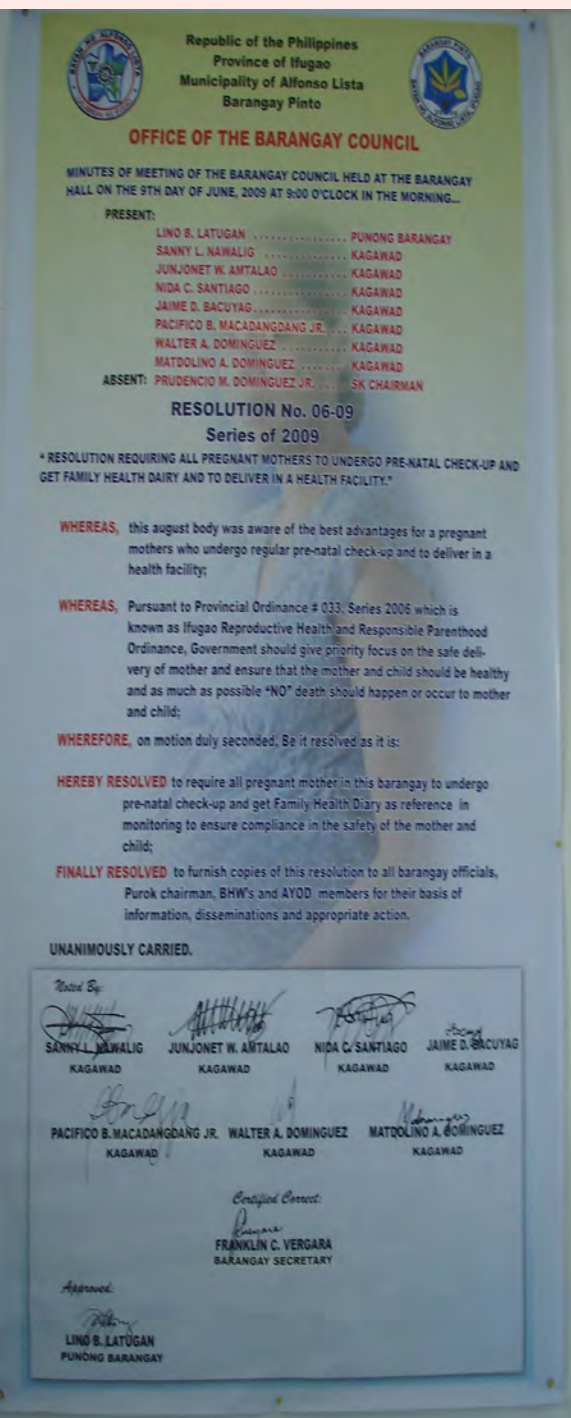 Republic of the Philippines
Province of Ifugao
Municipality of Alfonso Lista
Barangay Pinto
OFFICE OF THE BARANGAY COUNCIL
MINUTES OF MEETING OF THE BARANGAY COUNCIL HELD AT THE BARANGAY
HALL ON THE 9TH DAY OF JUNE, 2009 AT 9:00 O'CLOCK IN THE MORNING...
PRESENT:
LINO B. LATUGAN ................ PUNONG BARANGAY
SANNY L. NAWALIG .............. KAGAWAD
JUNJONET W. AMTALAO ........... KAGAWAD
NIDA C. SANTIAGO ................ KAGAWAD
JAIME D. BACUYAG................ KAGAWAD
PACIFICO B. MACADANGDANG JR. ... KAGAWAD
WALTER A. DOMINGUEZ ........... KAGAWAD
MATDOLINO A. DOMINGUEZ ....... KAGAWAD
ABSENT: PRUDENCIO M. DOMINGUEZ JR. ... SK CHAIRMAN
RESOLUTION No. 06-09
Series of 2009
" RESOLUTION REQUIRING ALL PREGNANT MOTHERS TO UNDERGO PRE-NATAL CHECK-UP AND
GET FAMILY HEALTH DAIRY AND TO DELIVER IN A HEALTH FACILITY."
WHEREAS, this august body was aware of the best advantages for a pregnant
mothers who undergo regular pre-natal check-up and to deliver in a
health facility;
WHEREAS, Pursuant to Provincial Ordinance # 033, Series 2006 which is
known as Ifugao Reproductive Health and Responsible Parenthood
Ordinance, Government should give priority focus on the safe deli-
very of mother and ensure that the mother and child should be healthy
and as much as possible "NO" death should happen or occur to mother
and child;
WHEREFORE, on motion duly seconded, Be it resolved as it is:
HEREBY RESOLVED to require all pregnant mother in this barangay to undergo
pre-natal check-up and get Family Health Diary as reference in
monitoring to ensure compliance in the safety of the mother and
child;
FINALLY RESOLVED to furnish copies of this resolution to all barangay officials,
Purok chairman, BHW's and AYOD members for their basis of
information, disseminations and appropriate action.
UNANIMOUSLY CARRIED.
Noted By:
SANNY L. NAWALIG JUNJONET W. AMTALAO NIDA C. SANTIAGO JAIME D. BACUYAG
KAGAWAD KAGAWAD KAGAWAD KAGAWAD
PACIFICO B. MACADANGDANG JR. WALTER A. DOMINGUEZ MATDOLINO A. DOMINGUEZ
KAGAWAD KAGAWAD KAGAWAD
Certified Correct:
FRANKLIN C. VERGARA
BARANGAY SECRETARY
Approved:
LINO B. LATUGAN
PUNONG BARANGAY